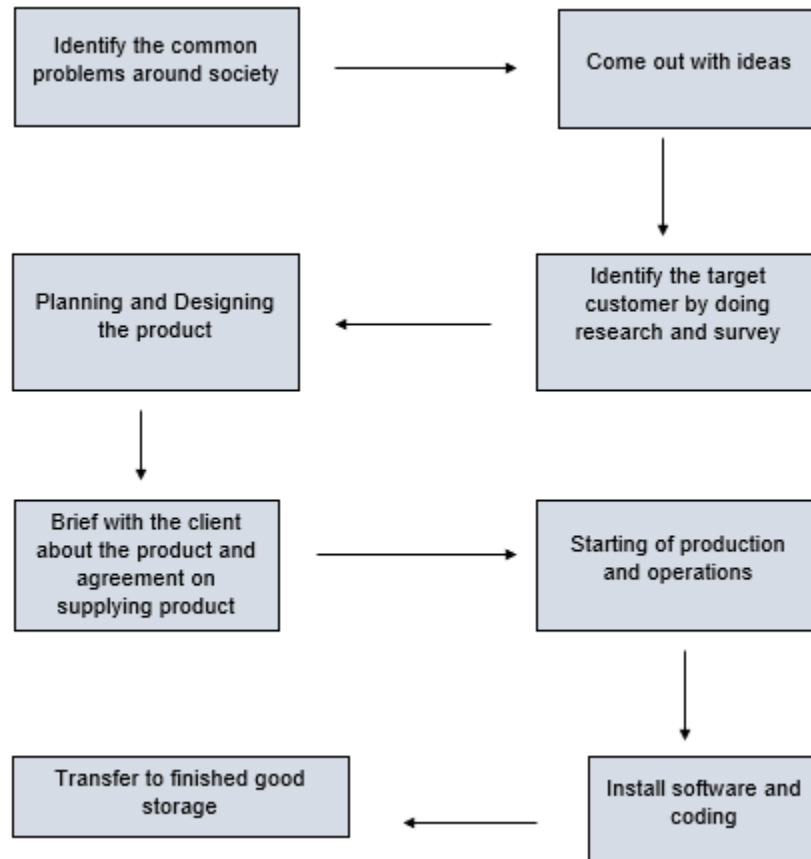 Identify the common
problems around society
Come out with ideas
Identify the target
customer by doing
research and survey
Planning and Designing
the product
Brief with the client
about the product and
agreement on
supplying product
Starting of production
and operations
Install software and
coding
Transfer to finished good
storage